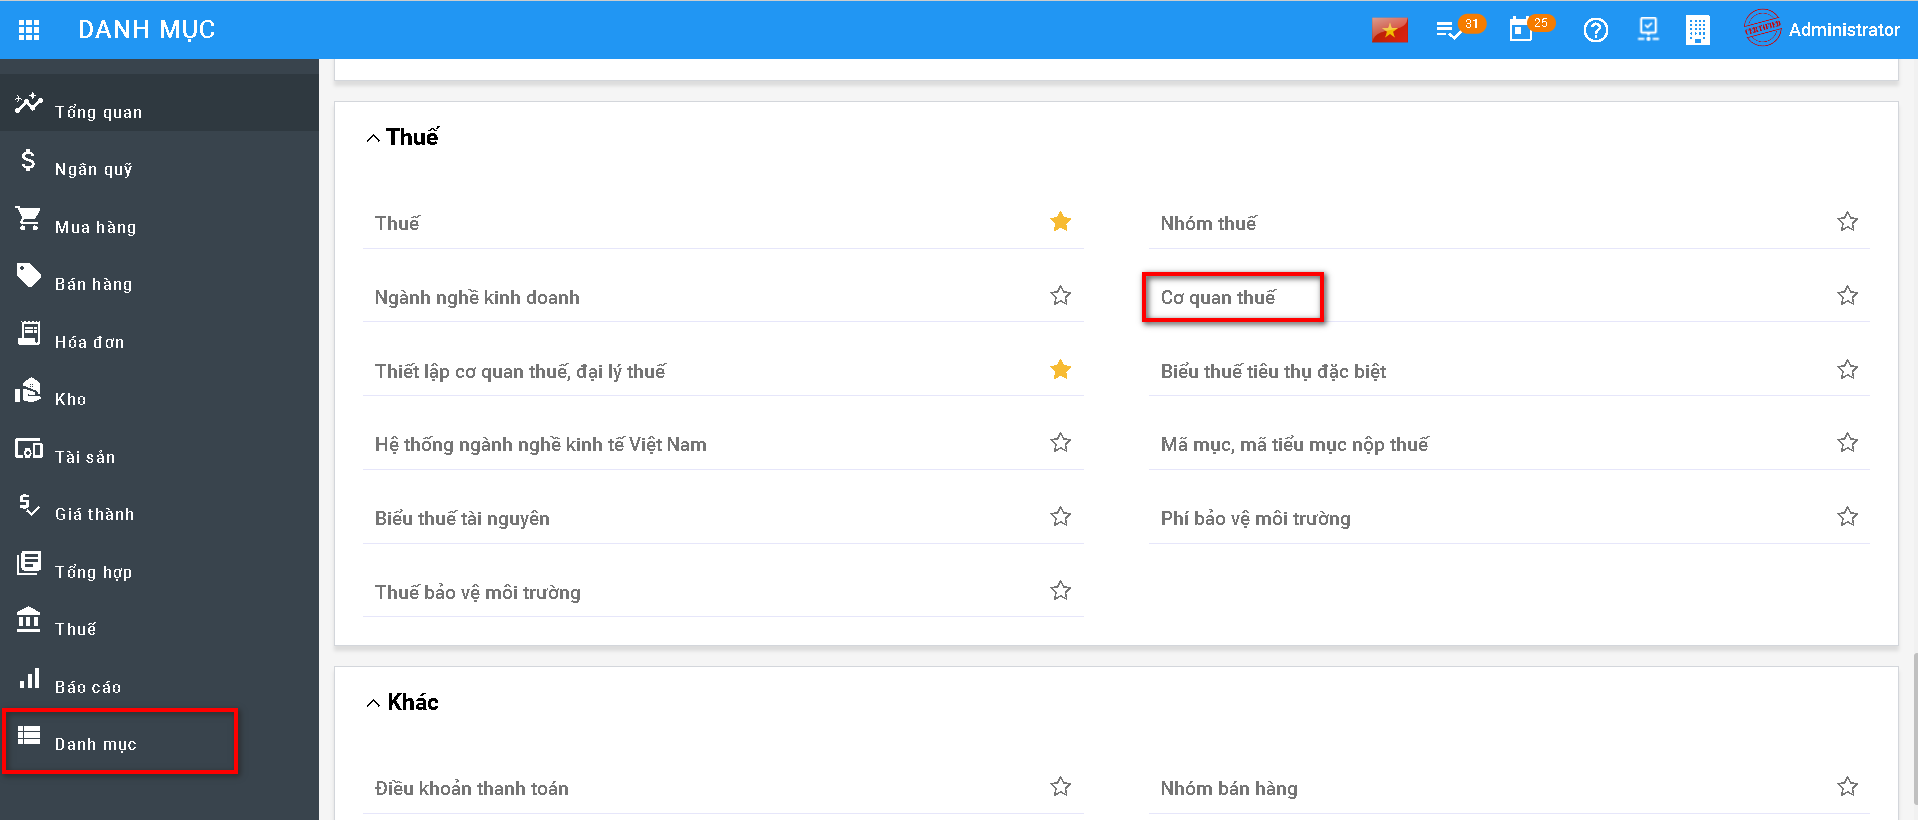 DANH MỤC
31
25
CERTIFIED
Administrator
Tổng quan
Ngân quỹ
Mua hàng
Bán hàng
Hóa đơn
Kho
Tài sản
Giá thành
Tổng hợp
Thuế
Báo cáo
Danh mục
Thuế
Thuế
Nhóm thuế
Ngành nghề kinh doanh
Cơ quan thuế
Thiết lập cơ quan thuế, đại lý thuế
Biểu thuế tiêu thụ đặc biệt
Hệ thống ngành nghề kinh tế Việt Nam
Mã mục, mã tiểu mục nộp thuế
Biểu thuế tài nguyên
Phí bảo vệ môi trường
Thuế bảo vệ môi trường
Khác
Điều khoản thanh toán
Nhóm bán hàng